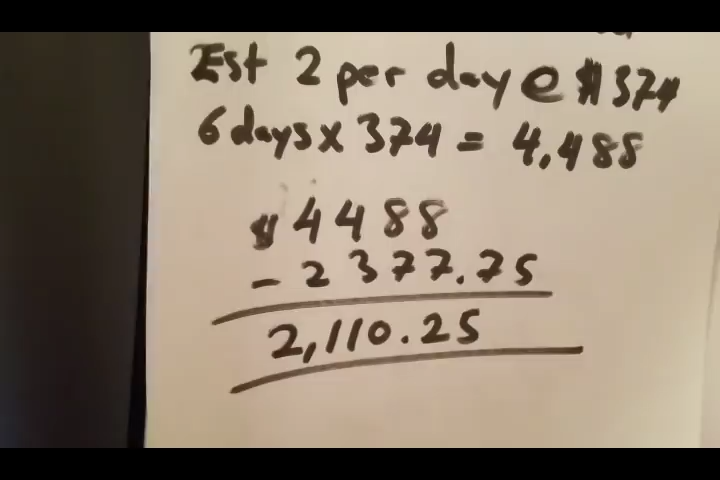 Est 2 per day @ $374
6 days x 374 = 4,488
$4488
- 2377.75
2,110.25